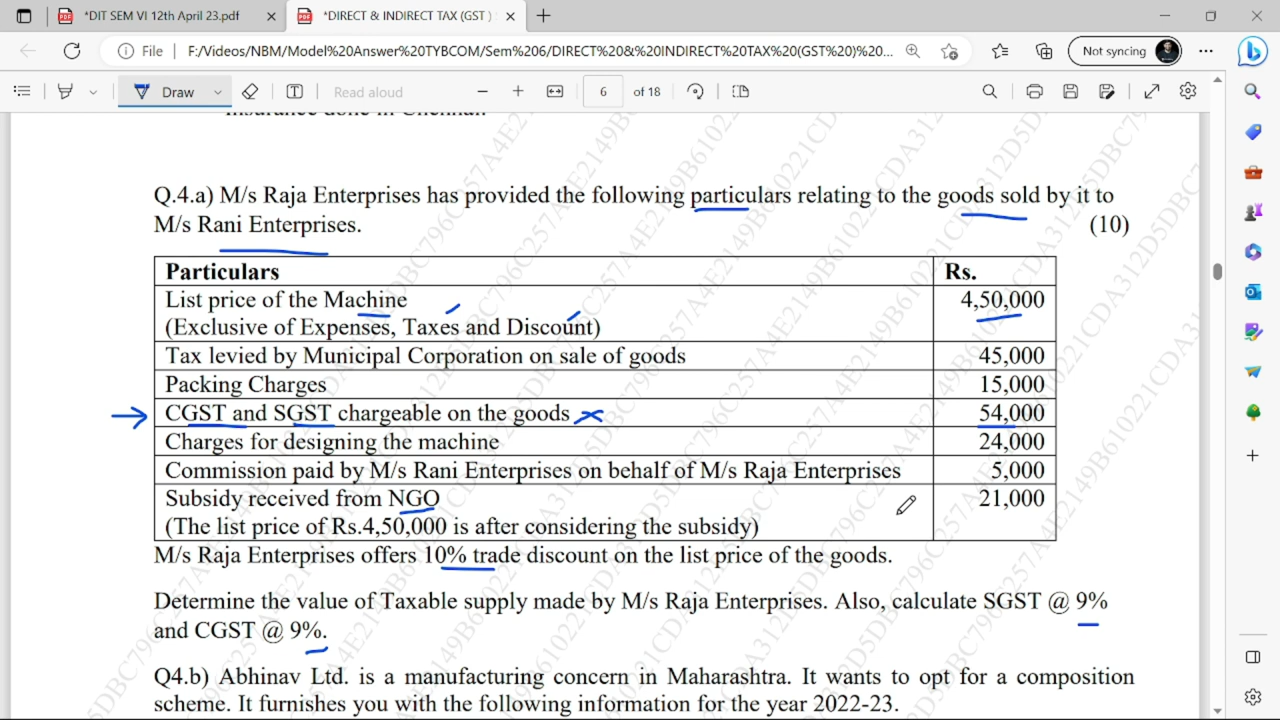 *DIT SEM VI 12th April 23.pdf
*DIRECT & INDIRECT TAX (GST )
File F:/Videos/NBM/Model%20Answer%20TYBCOM/Sem%206/DIRECT%20&%20INDIRECT%20TAX%20(GST%20)%20... Not syncing
Draw Read aloud 6 of 18
Q.4.a) M/s Raja Enterprises has provided the following particulars relating to the goods sold by it to
M/s Rani Enterprises. (10)
Particulars Rs.
List price of the Machine 4,50,000
(Exclusive of Expenses, Taxes and Discount)
Tax levied by Municipal Corporation on sale of goods 45,000
Packing Charges 15,000
CGST and SGST chargeable on the goods 54,000
Charges for designing the machine 24,000
Commission paid by M/s Rani Enterprises on behalf of M/s Raja Enterprises 5,000
Subsidy received from NGO 21,000
(The list price of Rs.4,50,000 is after considering the subsidy)
M/s Raja Enterprises offers 10% trade discount on the list price of the goods.
Determine the value of Taxable supply made by M/s Raja Enterprises. Also, calculate SGST @ 9%
and CGST @ 9%.
Q4.b) Abhinav Ltd. is a manufacturing concern in Maharashtra. It wants to opt for a composition
scheme. It furnishes you with the following information for the year 2022-23.